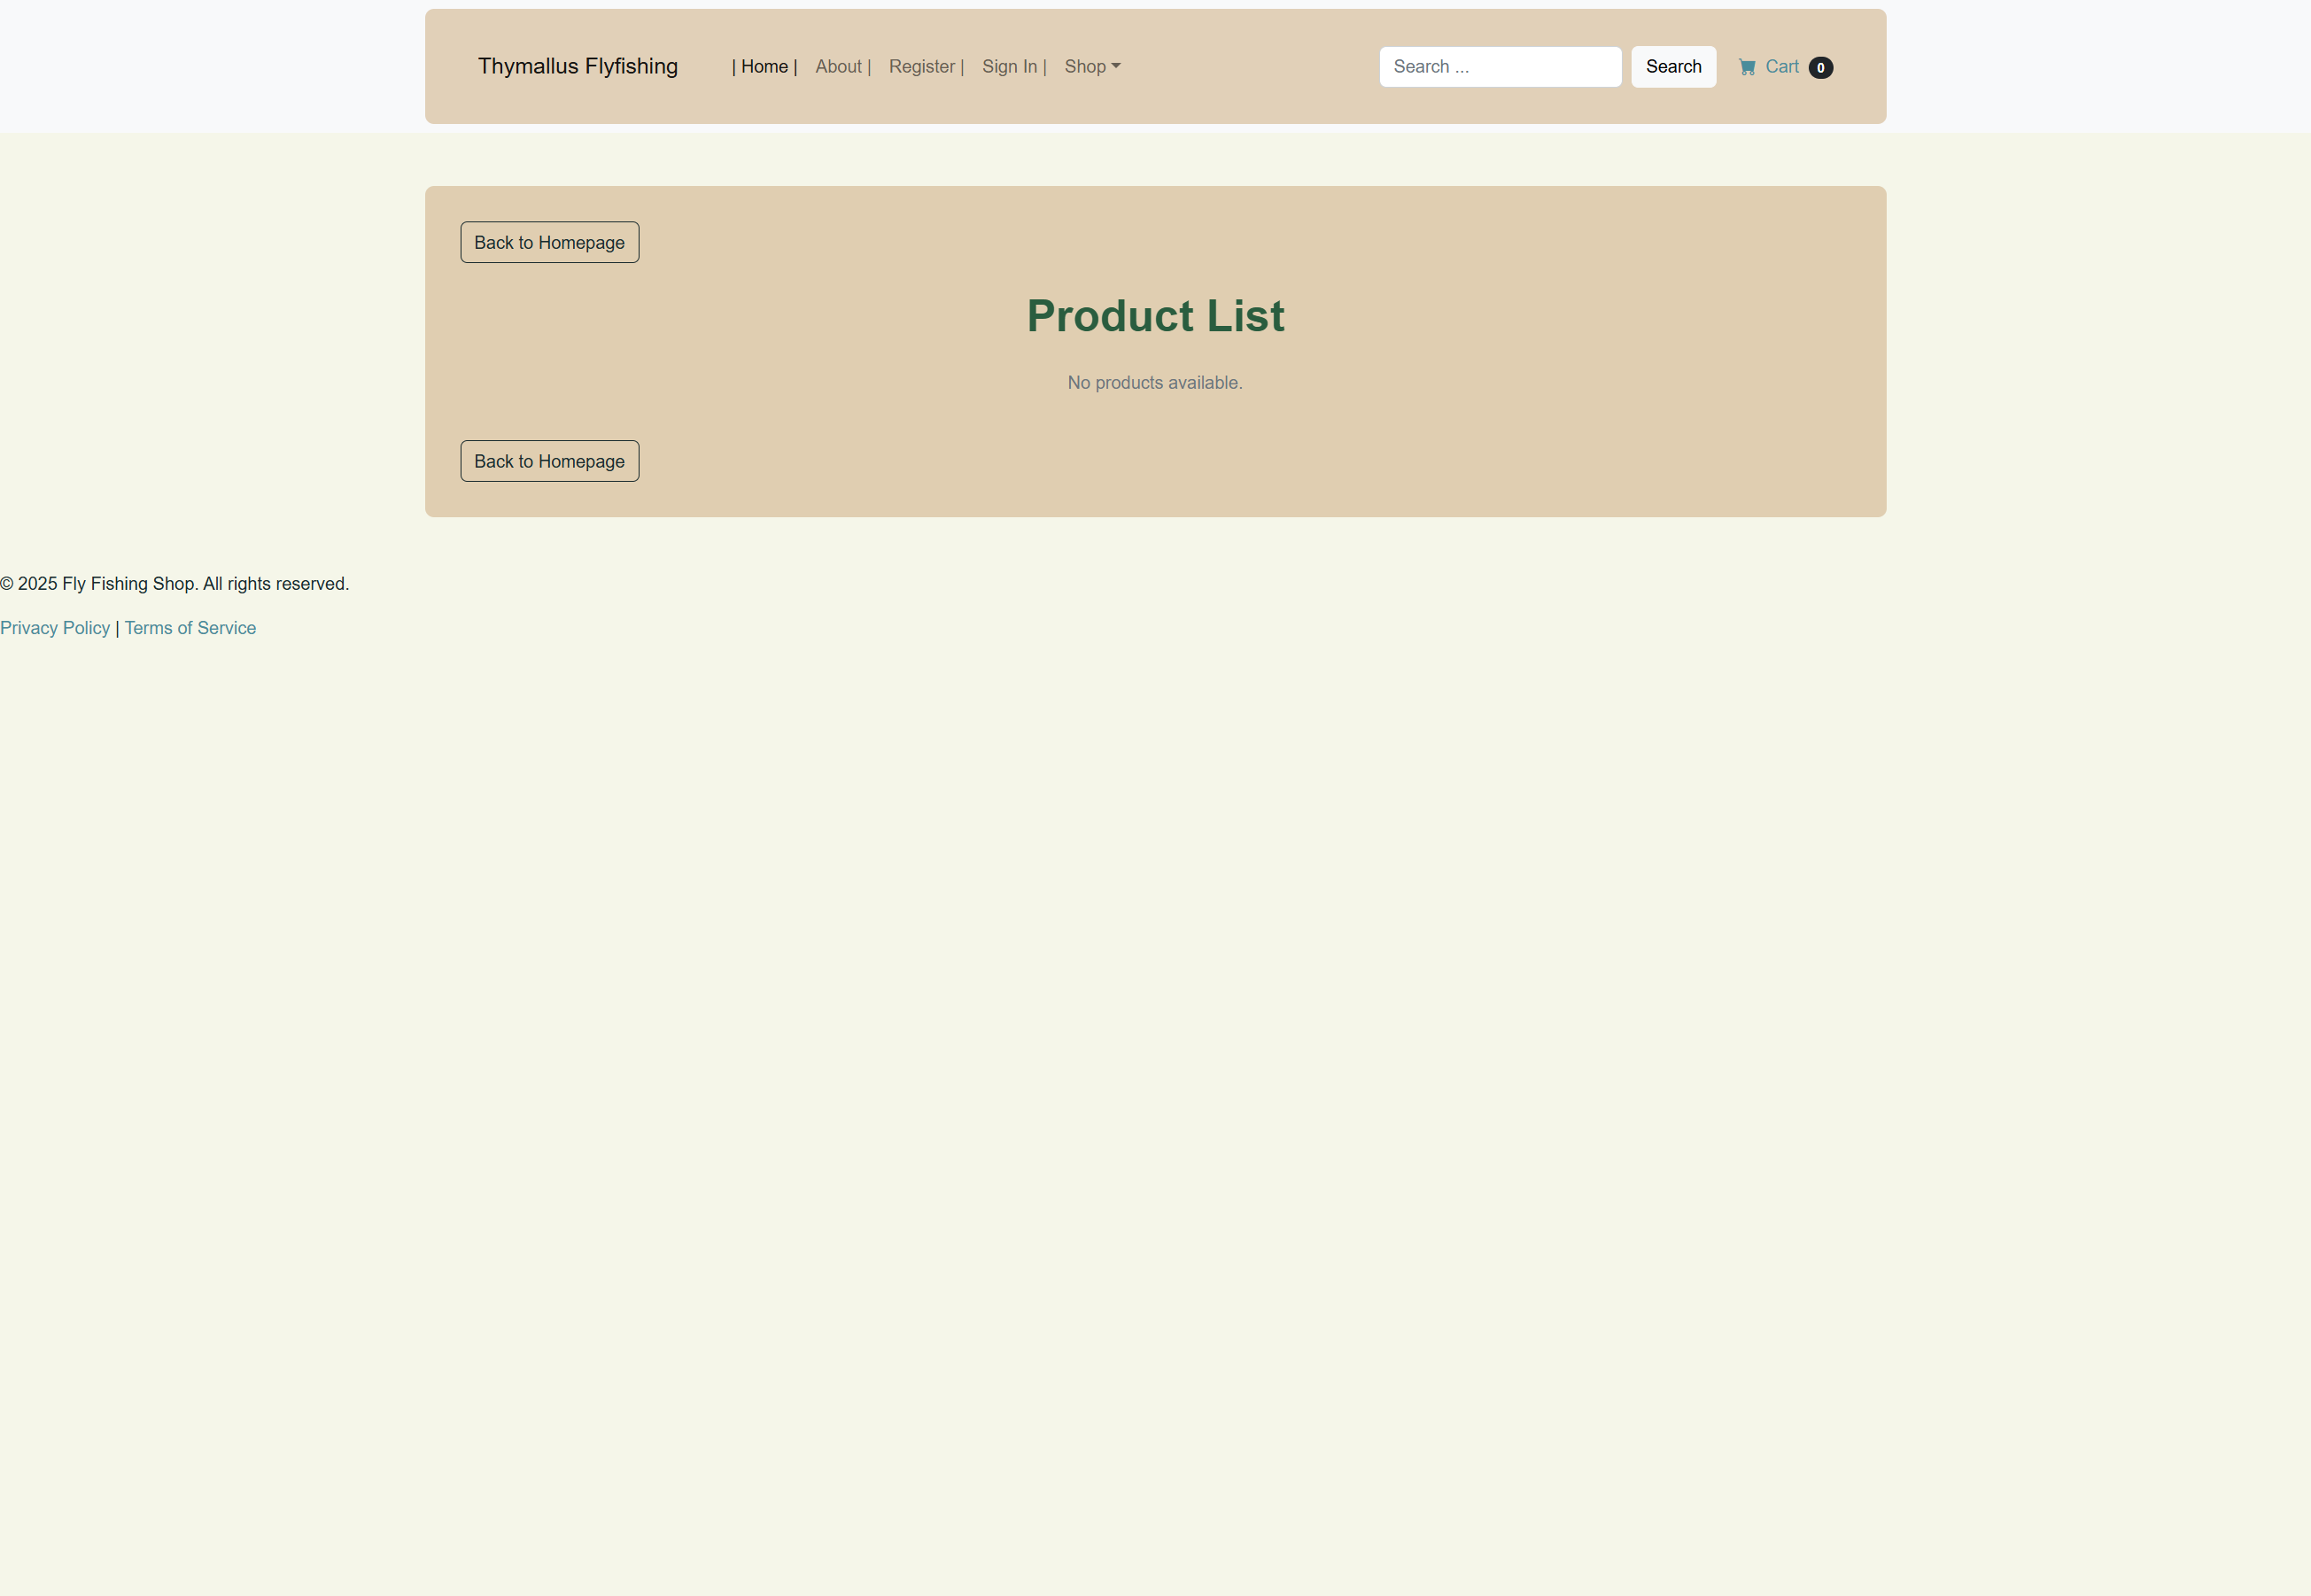 Thymallus Flyfishing | Home | About | Register | Sign In | Shop Search ... Search Cart 0
Back to Homepage
Product List
No products available.
Back to Homepage
© 2025 Fly Fishing Shop. All rights reserved.
Privacy Policy | Terms of Service